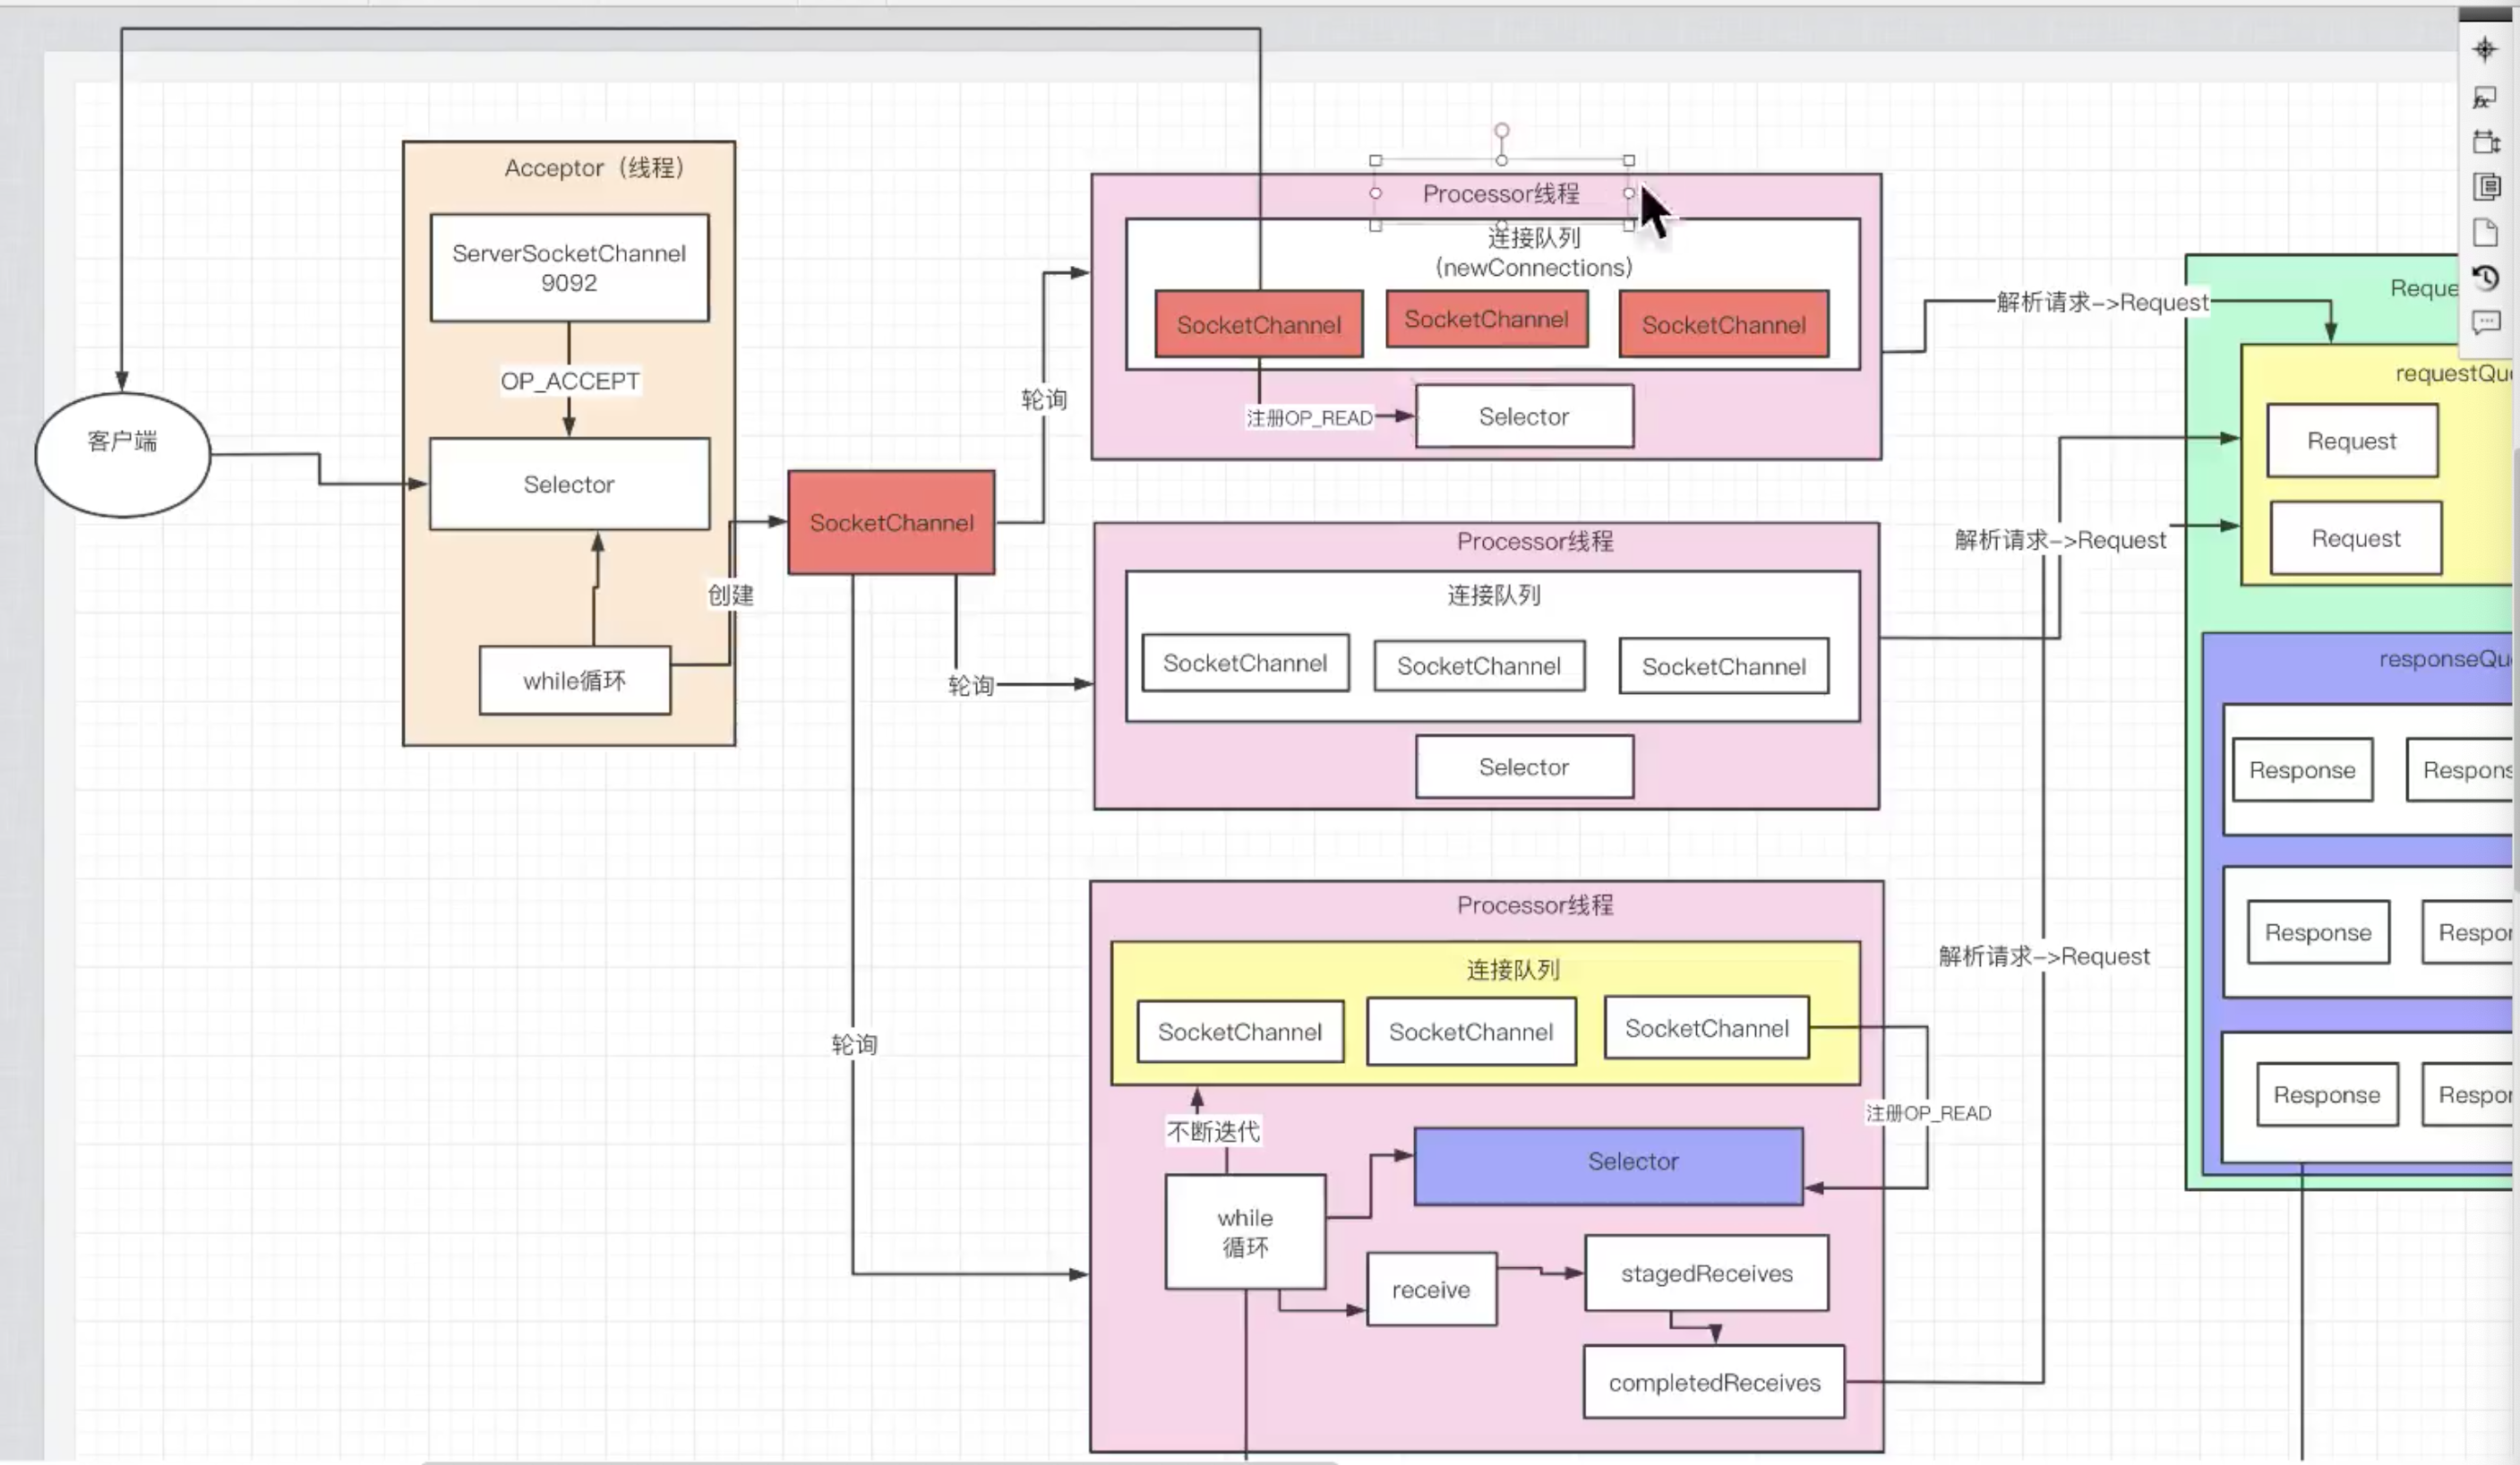 Acceptor（线程）
ServerSocketChannel
9092
OP_ACCEPT
客户端
Selector
while循环
创建
SocketChannel
轮询
轮询
轮询
Processor线程
连接队列
(newConnections)
SocketChannel
SocketChannel
SocketChannel
注册OP_READ
Selector
Processor线程
连接队列
SocketChannel
SocketChannel
SocketChannel
Selector
Processor线程
连接队列
SocketChannel
SocketChannel
SocketChannel
不断迭代
注册OP_READ
Selector
while
循环
receive
stagedReceives
completedReceives
解析请求->Request
解析请求->Request
解析请求->Request
Request
Request
Response
Response
Response